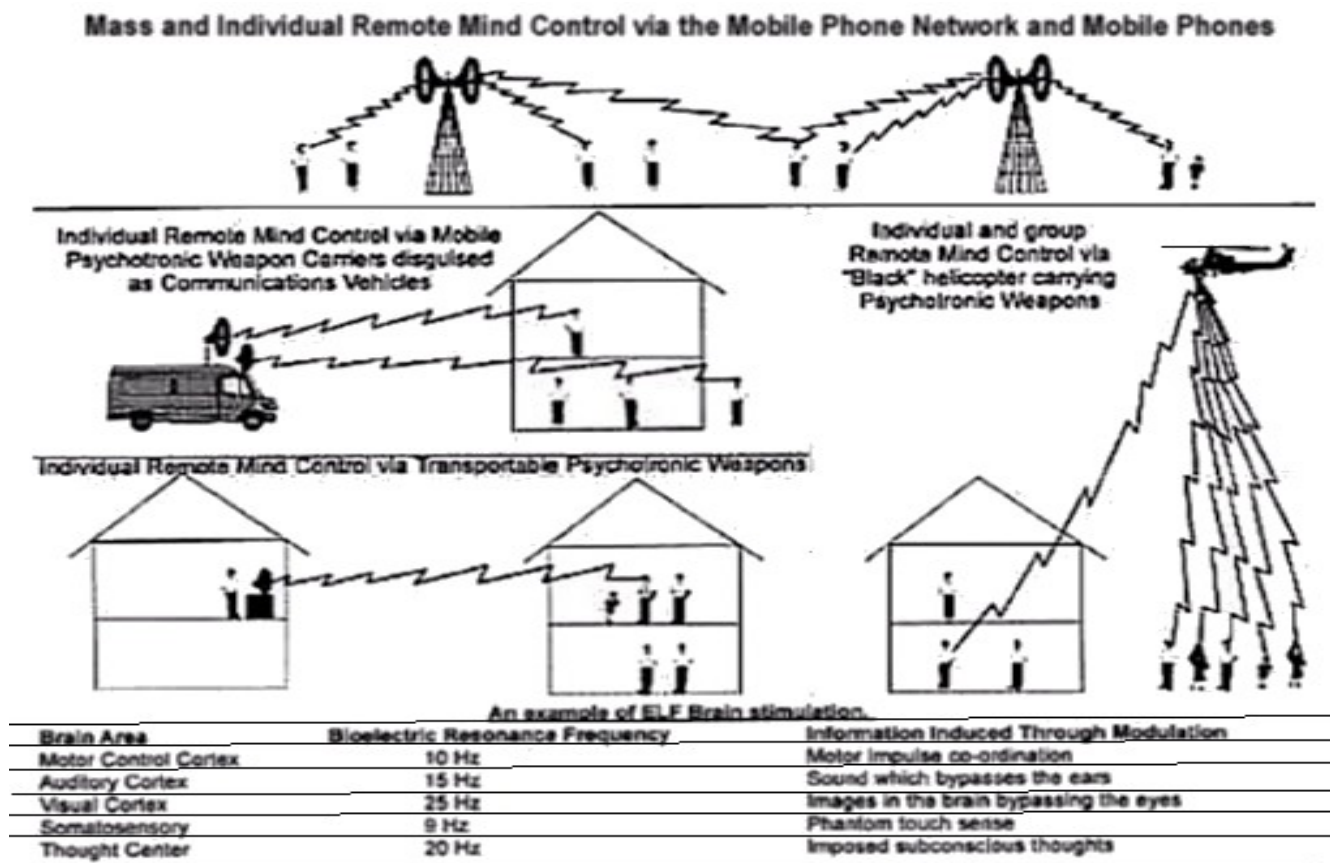 Mass and Individual Remote Mind Control via the Mobile Phone Network and Mobile Phones
Individual Remote Mind Control via Mobile
Psychotronic Weapon Carriers disguised
as Communications Vehicles
Individual and group
Remote Mind Control via
"Black" helicopter carrying
Psychotronic Weapons
Individual Remote Mind Control via Transportable Psychotronic Weapons
An example of ELF Brain stimulation.
Brain Area Bioelectric Resonance Frequency Information Induced Through Modulation
Motor Control Cortex 10 Hz Motor Impulse co-ordination
Auditory Cortex 15 Hz Sound which bypasses the ears
Visual Cortex 25 Hz Images in the brain bypassing the eyes
Somatosensory 9 Hz Phantom touch sense
Thought Center 20 Hz Imposed subconscious thoughts